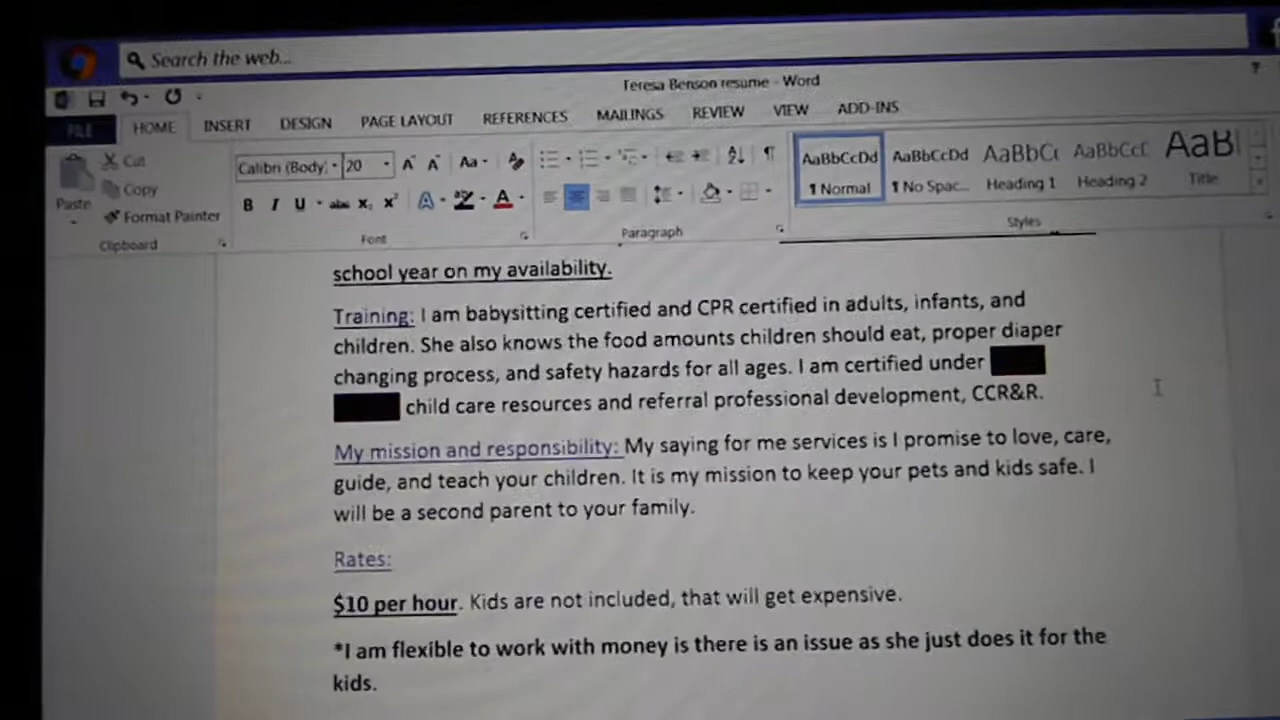 Search the web...
Teresa Benson resume - Word
?
FILE
HOME
INSERT
DESIGN
PAGE LAYOUT
REFERENCES
MAILINGS
REVIEW
VIEW
ADD-INS
Cut
Copy
Paste
Format Painter
Clipboard
Calibri (Body)
20
A A Aa
B I U abc X₂ X²
A
Font
Paragraph
AaBbCcDd
¶ Normal
AaBbCcDd
¶ No Spac...
AaBbC
Heading 1
AaBbCcC
Heading 2
AaB
Title
Styles
school year on my availability.
Training: I am babysitting certified and CPR certified in adults, infants, and
children. She also knows the food amounts children should eat, proper diaper
changing process, and safety hazards for all ages. I am certified under
child care resources and referral professional development, CCR&R.
My mission and responsibility: My saying for me services is I promise to love, care,
guide, and teach your children. It is my mission to keep your pets and kids safe. I
will be a second parent to your family.
Rates:
$10 per hour. Kids are not included, that will get expensive.
*I am flexible to work with money is there is an issue as she just does it for the
kids.